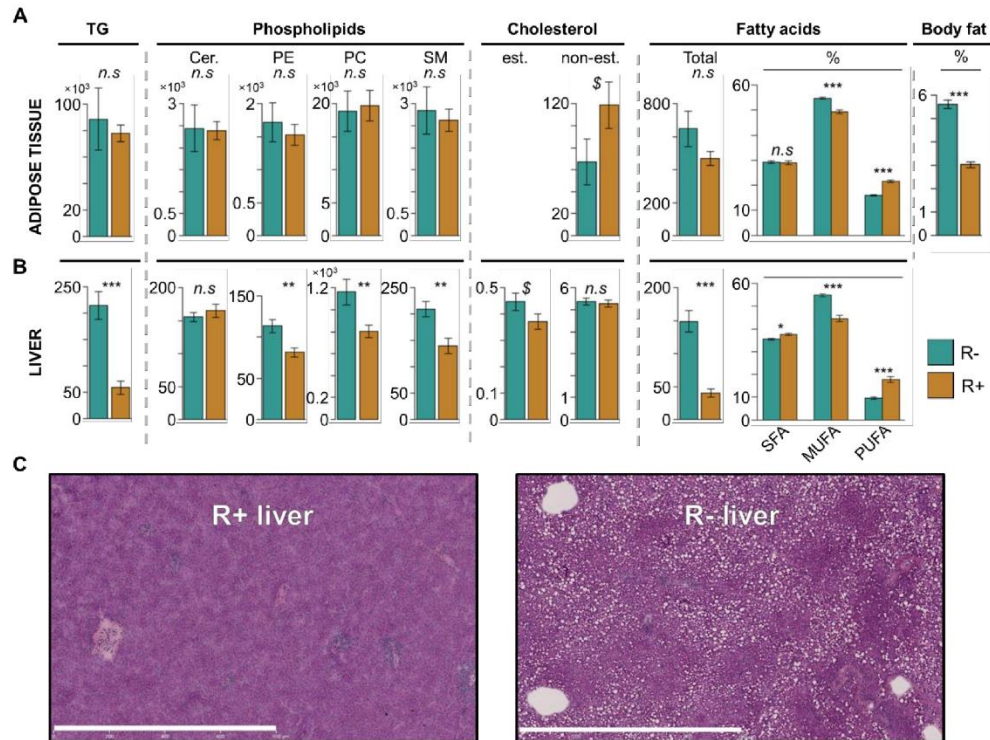 A
TG Phospholipids Cholesterol Fatty acids Body fat
Cer. PE PC SM est. non-est. Total % %
n.s n.s n.s n.s n.s $ n.s n.s *** *** ***
×10³ ×10³ ×10³ ×10³ ×10³
100 3 2 20 3 120 800 60 6
30
20 0.5 0.5 5 0.5 20 200 1
0 0 0 0 0 0 0 0 0
ADIPOSE TISSUE
B
×10³
250 200 150 1.2 200 0.5 6 200 60
*** n.s ** ** ** $ n.s *** * *** ***
30
50 50 50 0.2 50 0.1 1 50
0 0 0 0 0 0 0 0 0
LIVER
R-
R+
SFA MUFA PUFA
C
R+ liver R- liver